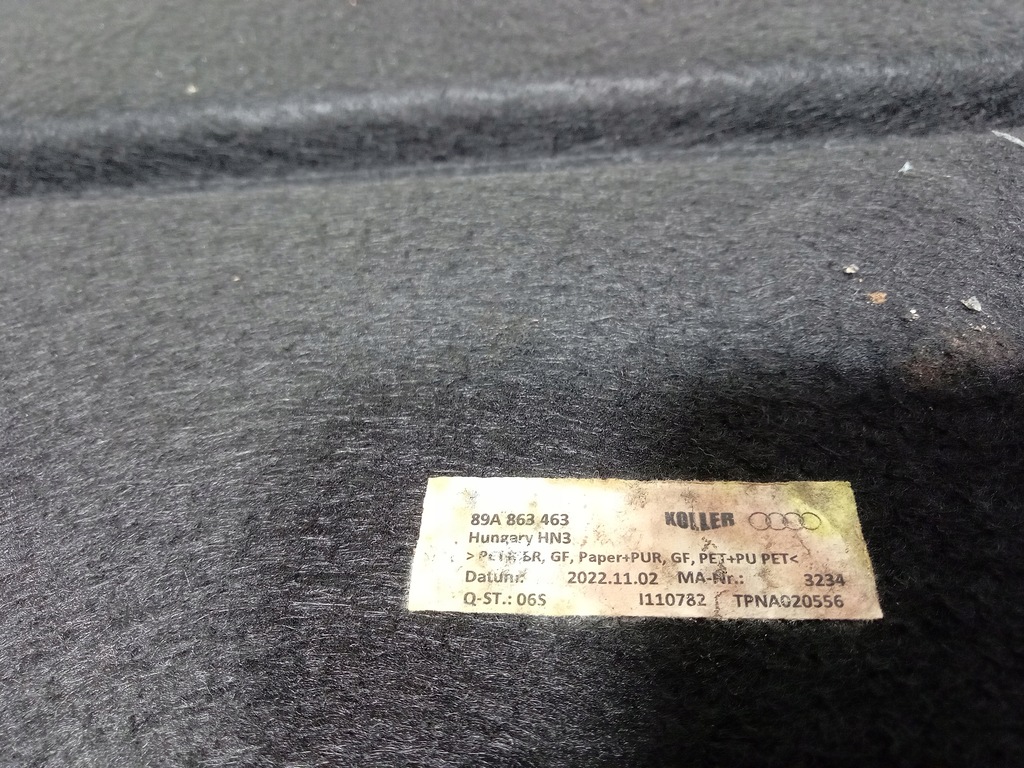 89A 863 463 KOLLER
Hungary HN3
GF, Paper+PUR, GF, PET+PU PET<
Datum: 2022.11.02 MA-Nr.: 3234
Q-ST.: 06S I110782 TPNA020556